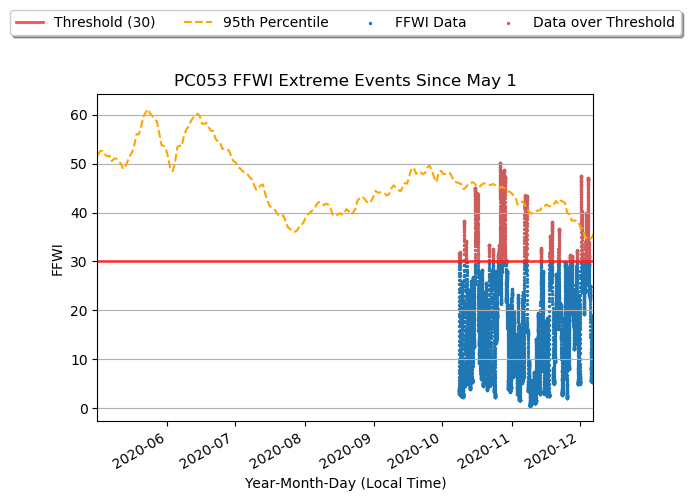 Threshold (30) 95th Percentile FFWI Data Data over Threshold
PC053 FFWI Extreme Events Since May 1
60
50
40
30
20
10
0
FFWI
2020-06 2020-07 2020-08 2020-09 2020-10 2020-11 2020-12
Year-Month-Day (Local Time)